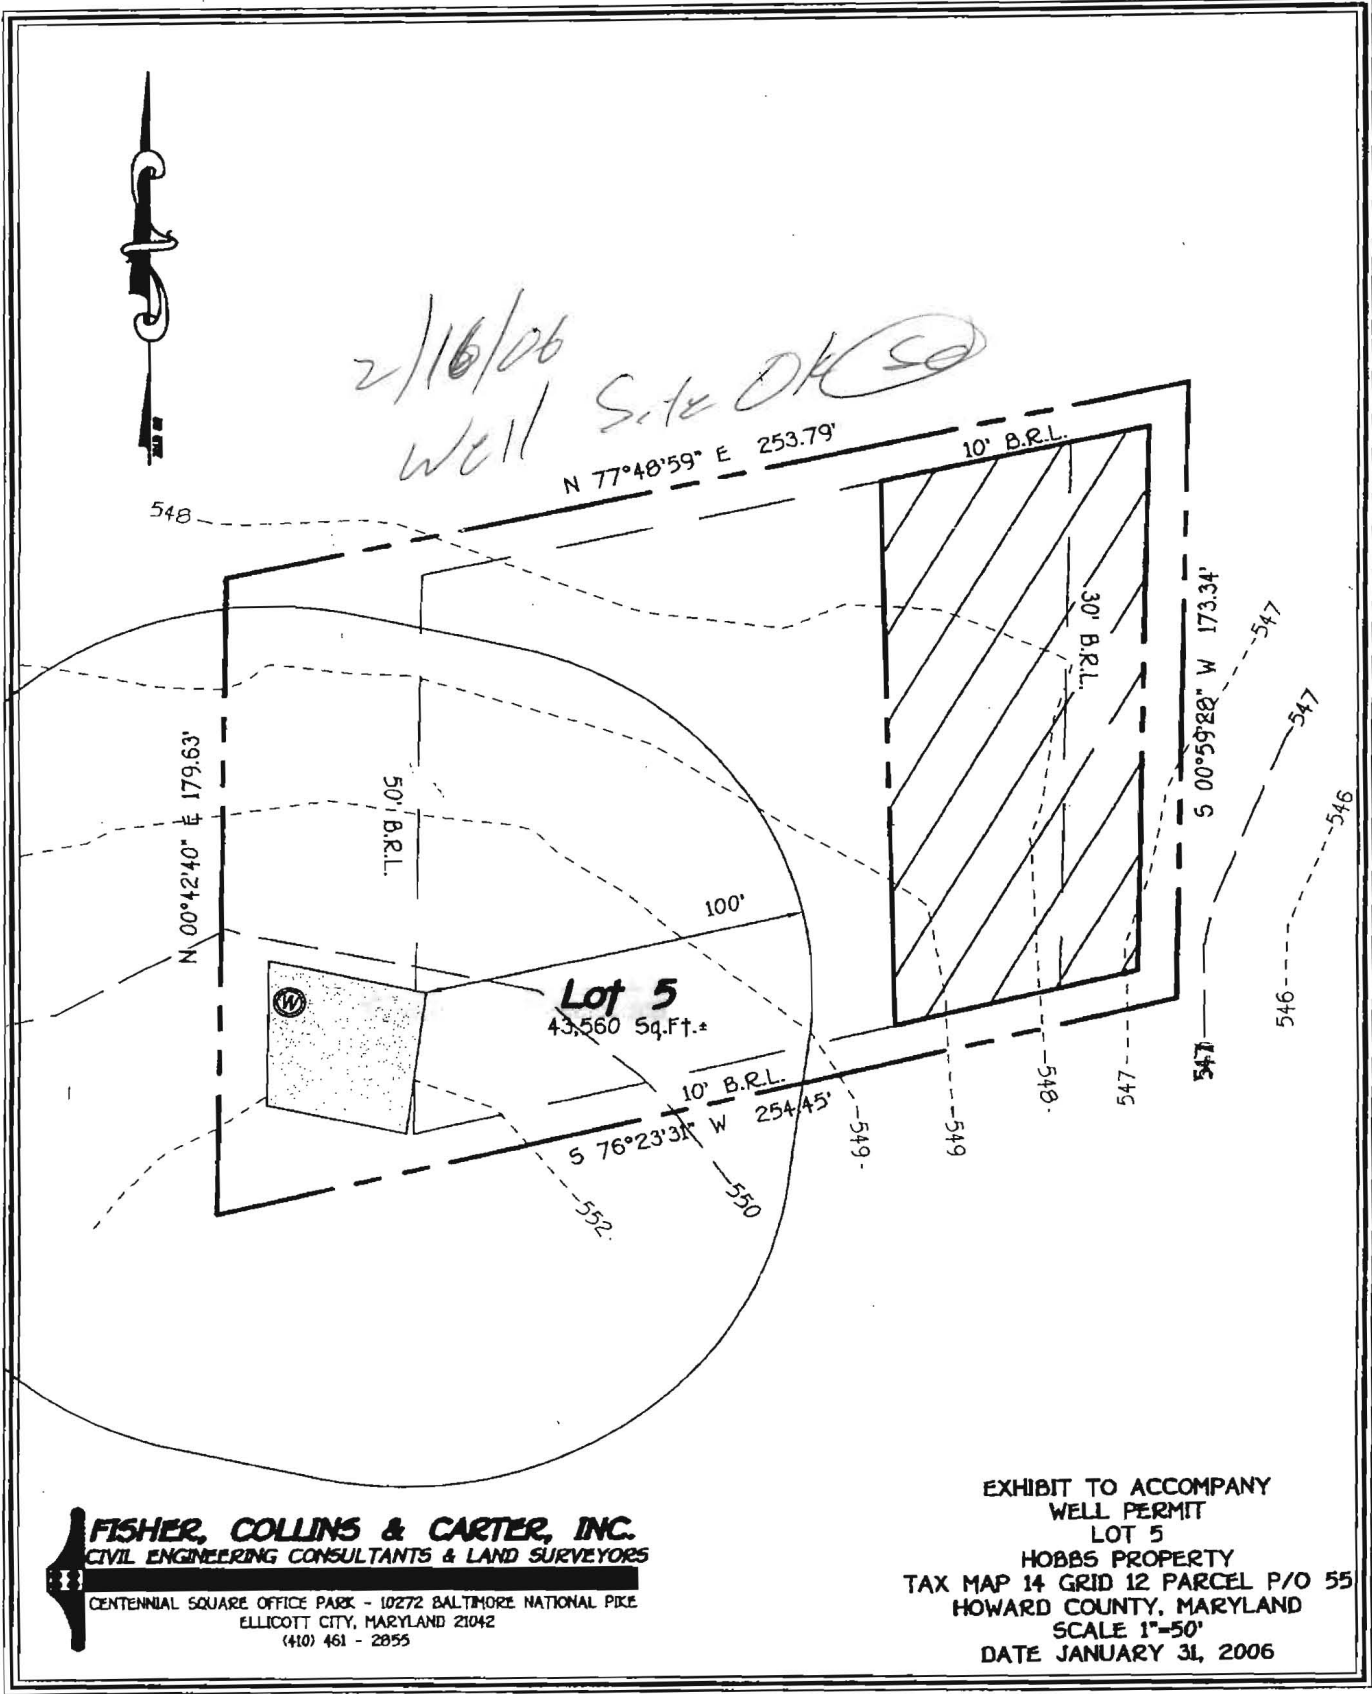 2/16/06
Well Site OK
N 77°48'59" E 253.79'
10' B.R.L.
548
30' B.R.L.
S 00°59'28" W 173.34'
547
547
546
N 00°42'40" E 179.63'
50' B.R.L.
100'
W
Lot 5
43,560 Sq.Ft.±
10' B.R.L.
S 76°23'31" W 254.45'
549
549
548
547
547
546
550
552
FISHER, COLLINS & CARTER, INC.
CIVIL ENGINEERING CONSULTANTS & LAND SURVEYORS
CENTENNIAL SQUARE OFFICE PARK - 10272 BALTIMORE NATIONAL PIKE
ELLICOTT CITY, MARYLAND 21042
(410) 461 - 2855
EXHIBIT TO ACCOMPANY
WELL PERMIT
LOT 5
HOBBS PROPERTY
TAX MAP 14 GRID 12 PARCEL P/O 55
HOWARD COUNTY, MARYLAND
SCALE 1"=50'
DATE JANUARY 31, 2006